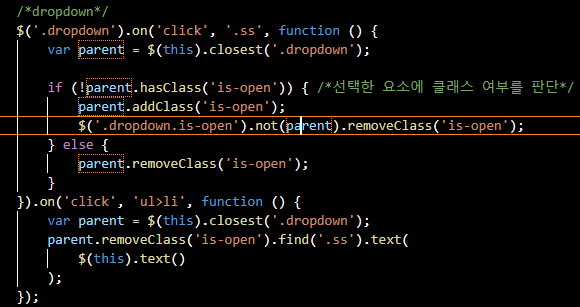 /*dropdown*/
$('.dropdown').on('click', '.ss', function () {
    var parent = $(this).closest('.dropdown');

    if (!parent.hasClass('is-open')) { /*선택한 요소에 클래스 여부를 판단*/
        parent.addClass('is-open');
        $('.dropdown.is-open').not(parent).removeClass('is-open');
    } else {
        parent.removeClass('is-open');
    }
}).on('click', 'ul>li', function () {
    var parent = $(this).closest('.dropdown');
    parent.removeClass('is-open').find('.ss').text(
        $(this).text()
    );
});